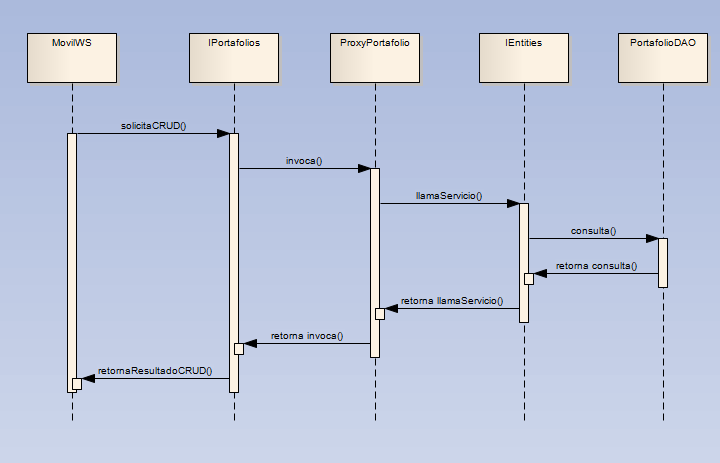 MovilWS
IPortafolios
ProxyPortafolio
IEntities
PortafolioDAO
solicitaCRUD()
invoca()
llamaServicio()
consulta()
retorna consulta()
retorna llamaServicio()
retorna invoca()
retornaResultadoCRUD()